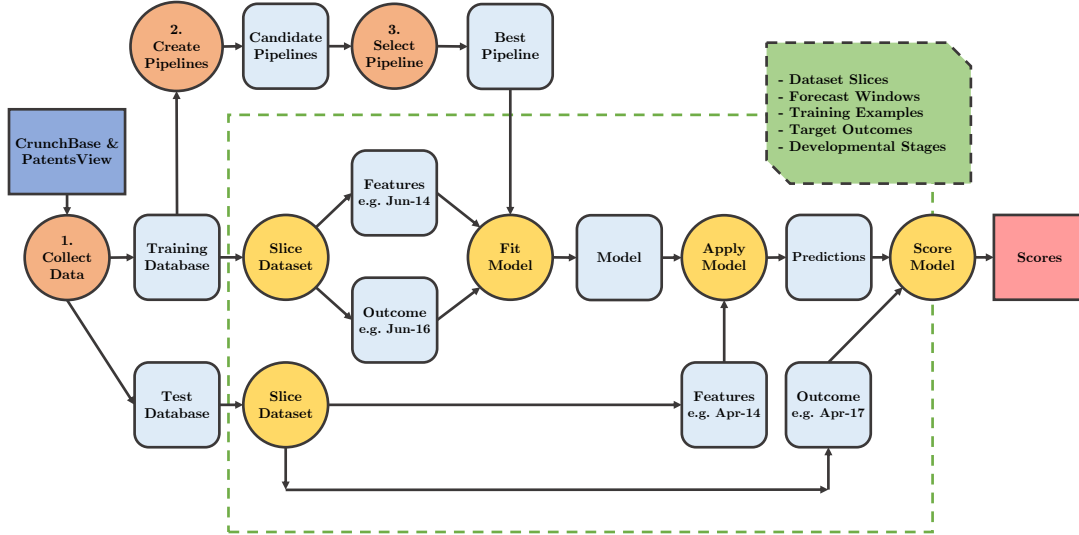 2.
Create
Pipelines
Candidate
Pipelines
3.
Select
Pipeline
Best
Pipeline
- Dataset Slices
- Forecast Windows
- Training Examples
- Target Outcomes
- Developmental Stages
CrunchBase &
PatentsView
1.
Collect
Data
Training
Database
Slice
Dataset
Features
e.g. Jun-14
Outcome
e.g. Jun-16
Fit
Model
Model
Apply
Model
Predictions
Score
Model
Scores
Test
Database
Slice
Dataset
Features
e.g. Apr-14
Outcome
e.g. Apr-17